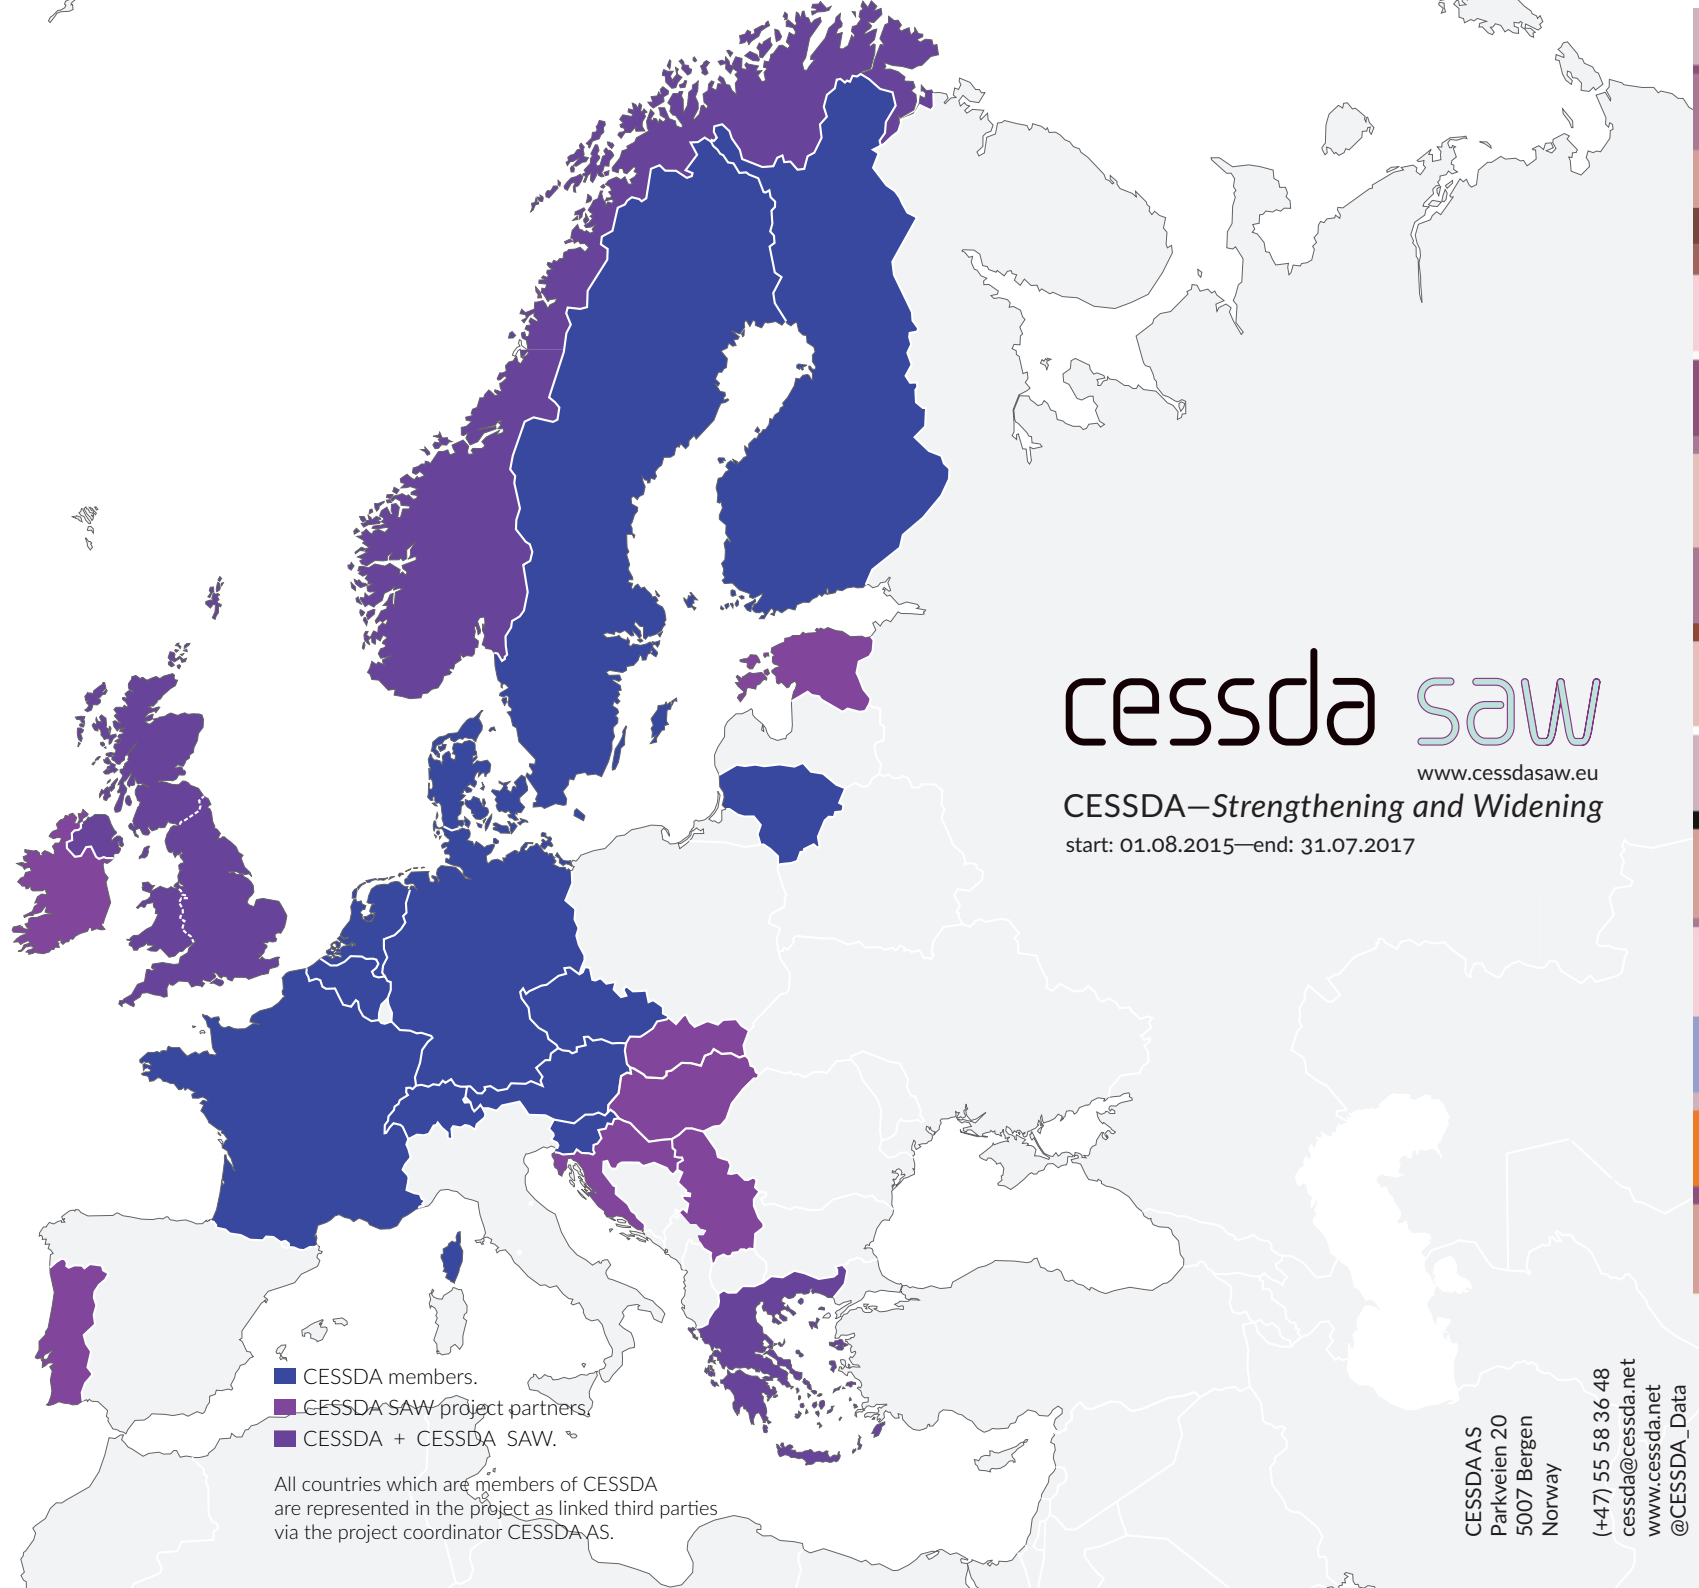 cessda saw
www.cessdasaw.eu
CESSDA—Strengthening and Widening
start: 01.08.2015—end: 31.07.2017
CESSDA members.
CESSDA SAW project partners.
CESSDA + CESSDA SAW.
All countries which are members of CESSDA
are represented in the project as linked third parties
via the project coordinator CESSDA AS.
CESSDA AS
Parkveien 20
5007 Bergen
Norway
(+47) 55 58 36 48
cessda@cessda.net
www.cessda.net
@CESSDA_Data